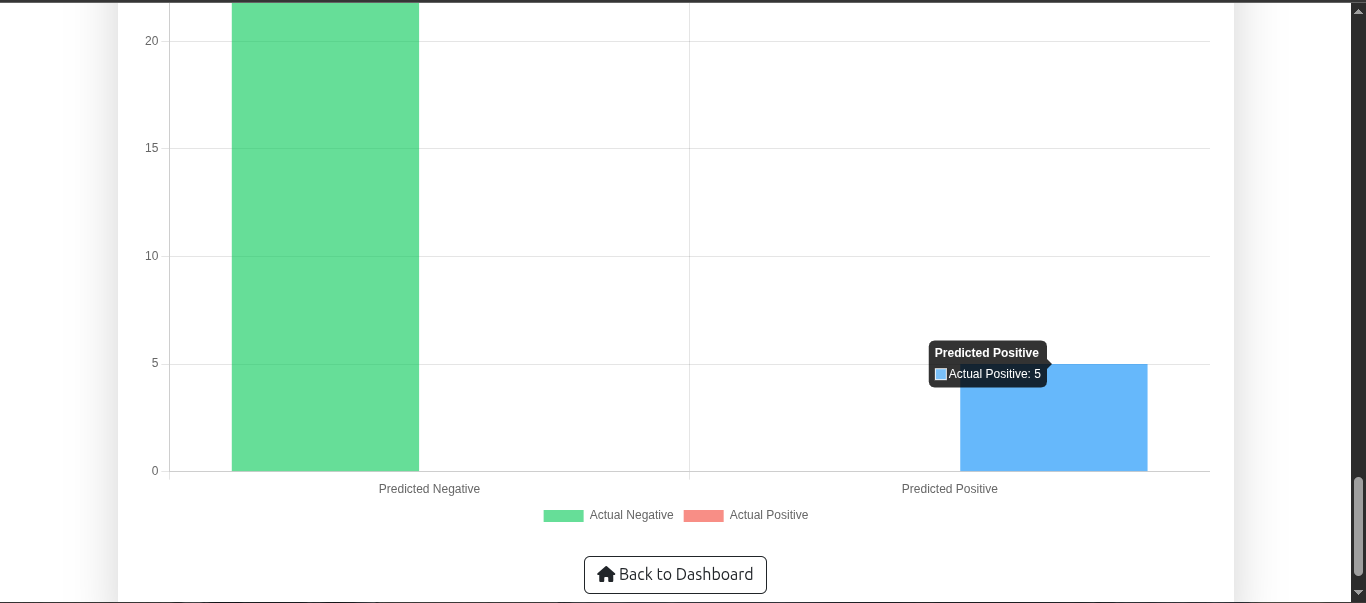 20
15
10
5
0
Predicted Positive
Actual Positive: 5
Predicted Negative
Predicted Positive
Actual Negative
Actual Positive
Back to Dashboard